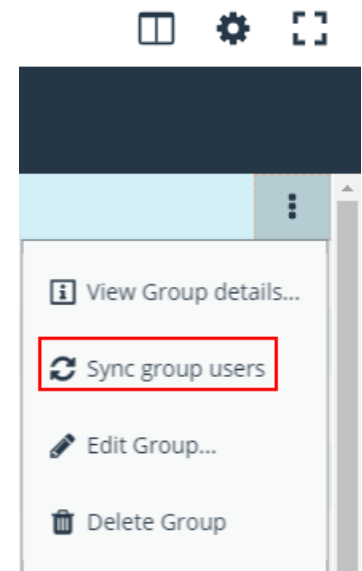 View Group details...
Sync group users
Edit Group...
Delete Group